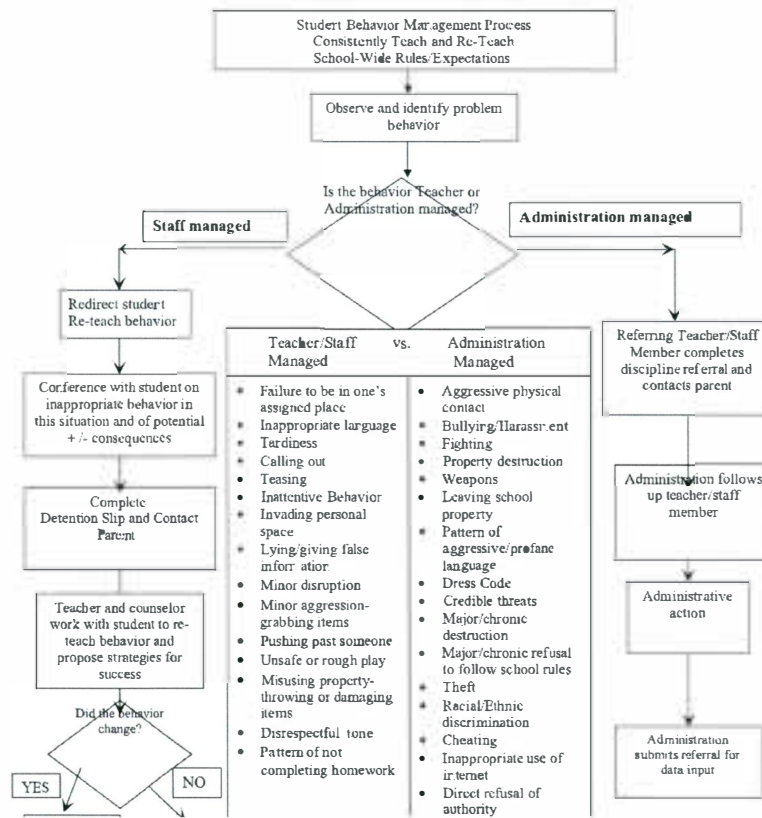 Student Behavior Management Process
Consistently Teach and Re-Teach
School-Wide Rules/Expectations
Observe and identify problem
behavior
Is the behavior Teacher or
Administration managed?
Staff managed
Administration managed
Redirect student
Re-teach behavior
Conference with student on
inappropriate behavior in
this situation and of potential
+/- consequences
Complete
Detention Slip and Contact
Parent
Teacher and counselor
work with student to re-
teach behavior and
propose strategies for
success
Did the behavior
change?
YES
NO
Teacher/Staff vs. Administration
Managed Managed
• Failure to be in one's
assigned place
• Inappropriate language
• Tardiness
• Calling out
• Teasing
• Inattentive Behavior
• Invading personal
space
• Lying/giving false
information
• Minor disruption
• Minor aggression-
grabbing items
• Pushing past someone
• Unsafe or rough play
• Misusing property-
throwing or damaging
items
• Disrespectful tone
• Pattern of not
completing homework
• Aggressive physical
contact
• Bullying/Harassment
• Fighting
• Property destruction
• Weapons
• Leaving school
property
• Pattern of
aggressive/profane
language
• Dress Code
• Credible threats
• Major/chronic
destruction
• Major/chronic refusal
to follow school rules
• Theft
• Racial/Ethnic
discrimination
• Cheating
• Inappropriate use of
internet
• Direct refusal of
authority
Referring Teacher/Staff
Member completes
discipline referral and
contacts parent
Administration follows
up teacher/staff
member
Administrative
action
Administration
submits referral for
data input